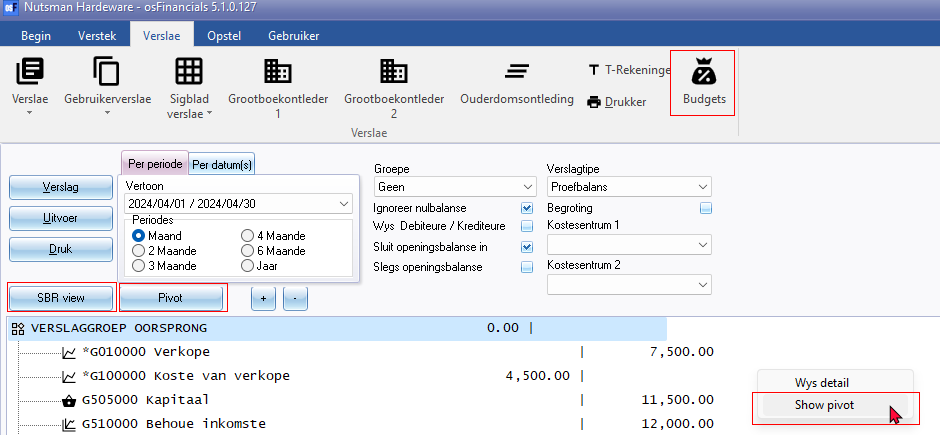 Nutsman Hardware - osFinancials 5.1.0.127
Begin Verstek Verslae Opstel Gebruiker
Verslae Gebruikerverslae Sigblad verslae Grootboekontleder 1 Grootboekontleder 2 Ouderdomsontleding T-Rekeninge Drukker Budgets
Verslae
Per periode Per datum(s)
Groepe Verslagtipe
Verslag Vertoon Geen Proefbalans
2024/04/01 / 2024/04/30
Ignoreer nulbalanse Begroting
Uitvoer Periodes Wys Debiteure / Krediteure Kostesentrum 1
Maand 4 Maande
Druk 2 Maande 6 Maande Sluit openingsbalanse in
3 Maande Jaar Slegs openingsbalanse Kostesentrum 2
SBR view Pivot + -
VERSLAGGROEP OORSPRONG 0.00 |
*G010000 Verkope | 7,500.00
*G100000 Koste van verkope 4,500.00 |
G505000 Kapitaal | 11,500.00
G510000 Behoue inkomste | 12,000.00
Wys detail
Show pivot